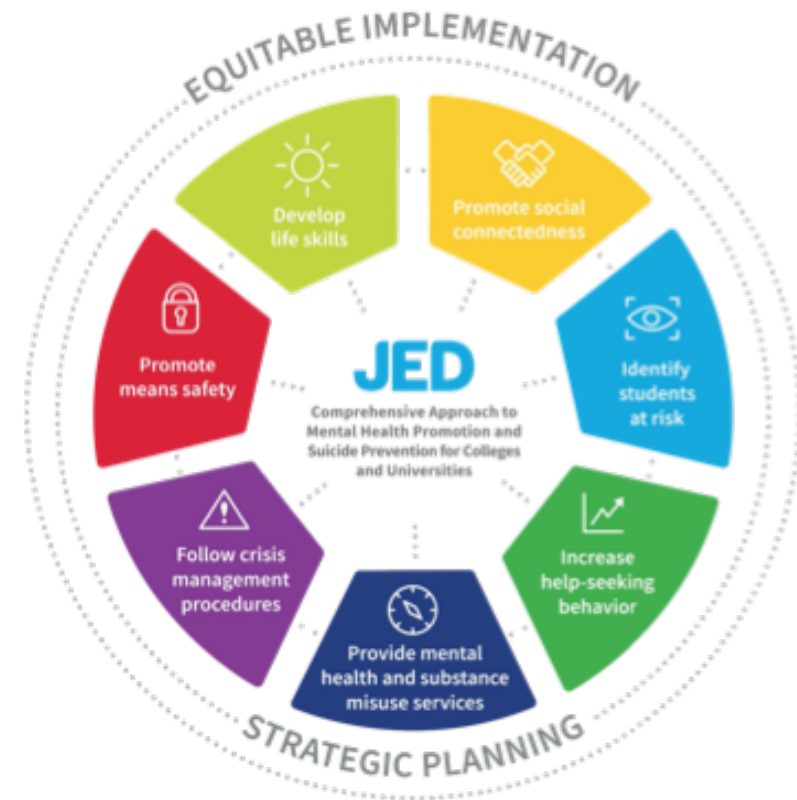 EQUITABLE IMPLEMENTATION
Develop
life skills
Promote social
connectedness
Promote
means safety
Identify
students
at risk
JED
Comprehensive Approach to
Mental Health Promotion and
Suicide Prevention for Colleges
and Universities
Follow crisis
management
procedures
Increase
help-seeking
behavior
Provide mental
health and substance
misuse services
STRATEGIC PLANNING